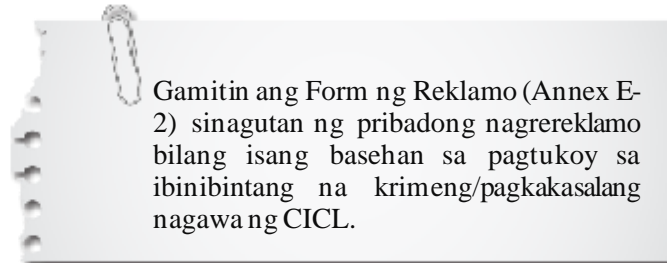 Gamitin ang Form ng Reklamo (Annex E-
2) sinagutan ng pribadong nagrereklamo
bilang isang basehan sa pagtukoy sa
ibinibintang na krimeng/pagkakasalang
nagawa ng CICL.